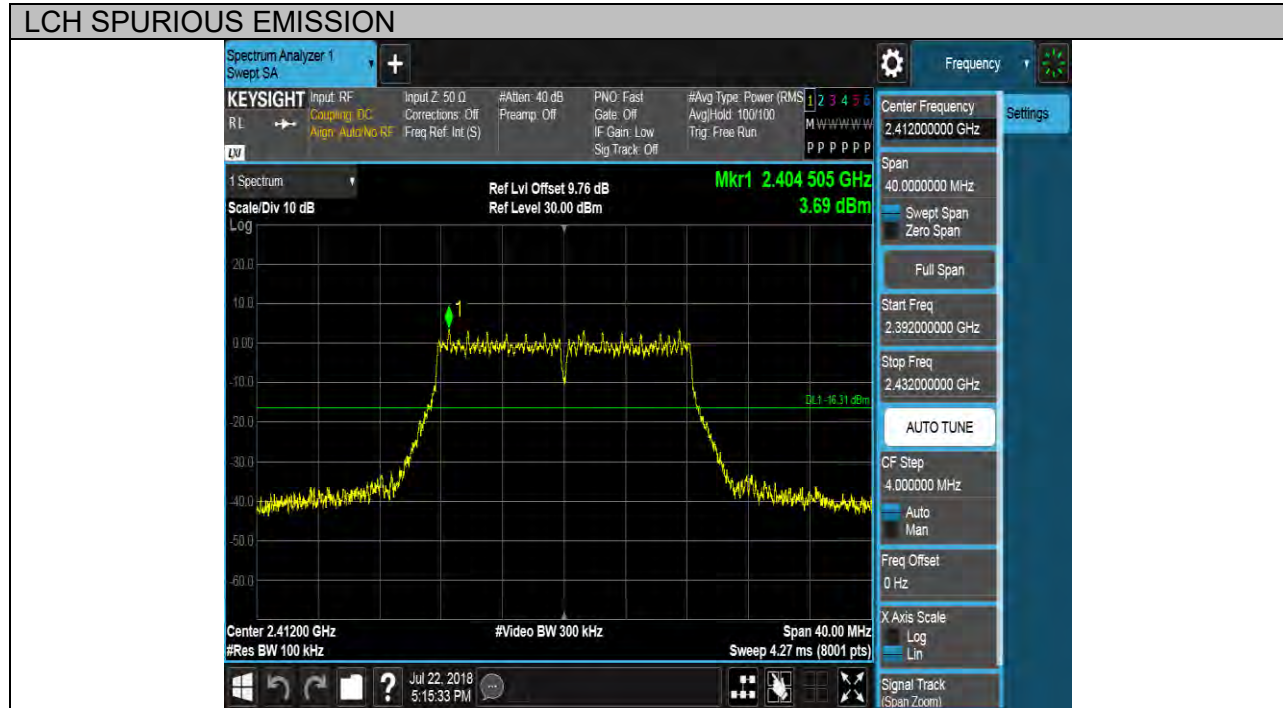 LCH SPURIOUS EMISSION
Spectrum Analyzer 1
Swept SA
+
Frequency
KEYSIGHT
RL
LXI
Input: RF
Coupling: DC
Align: Auto/No RF
Input Z: 50 Ω
Corrections: Off
Freq Ref: Int (S)
#Atten: 40 dB
Preamp: Off
PNO: Fast
Gate: Off
IF Gain: Low
Sig Track: Off
#Avg Type: Power (RMS
Avg|Hold: 100/100
Trig: Free Run
1 2 3 4 5 6
M W W W W W
P P P P P P
Center Frequency
2.412000000 GHz
Settings
Span
40.0000000 MHz
Swept Span
Zero Span
Full Span
Start Freq
2.392000000 GHz
Stop Freq
2.432000000 GHz
AUTO TUNE
CF Step
4.000000 MHz
Auto
Man
Freq Offset
0 Hz
X Axis Scale
Log
Lin
Signal Track
(Span Zoom)
1 Spectrum
Scale/Div 10 dB
Log
Ref Lvl Offset 9.76 dB
Ref Level 30.00 dBm
Mkr1 2.404 505 GHz
3.69 dBm
20.0
10.0
1
0.00
-10.0
DL1 -16.31 dBm
-20.0
-30.0
-40.0
-50.0
-60.0
Center 2.41200 GHz
#Res BW 100 kHz
#Video BW 300 kHz
Span 40.00 MHz
Sweep 4.27 ms (8001 pts)
?
Jul 22, 2018
5:15:33 PM